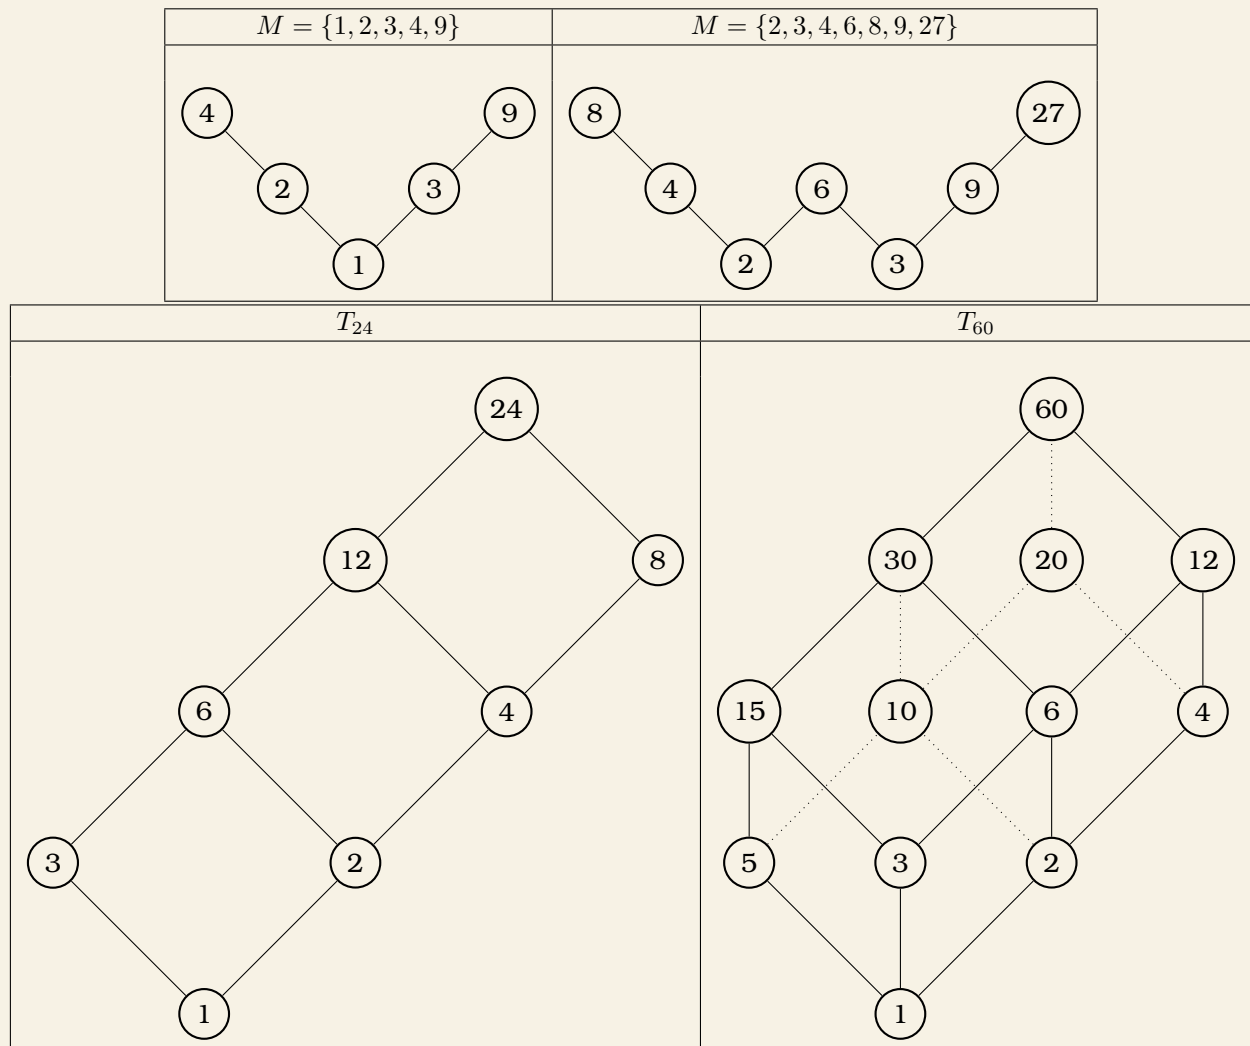 M = {1, 2, 3, 4, 9}
M = {2, 3, 4, 6, 8, 9, 27}
4 9 8 27
2 3 4 6 9
1 2 3
T₂₄
T₆₀
24 60
12 8 30 20 12
6 4 15 10 6 4
3 2 5 3 2
1 1